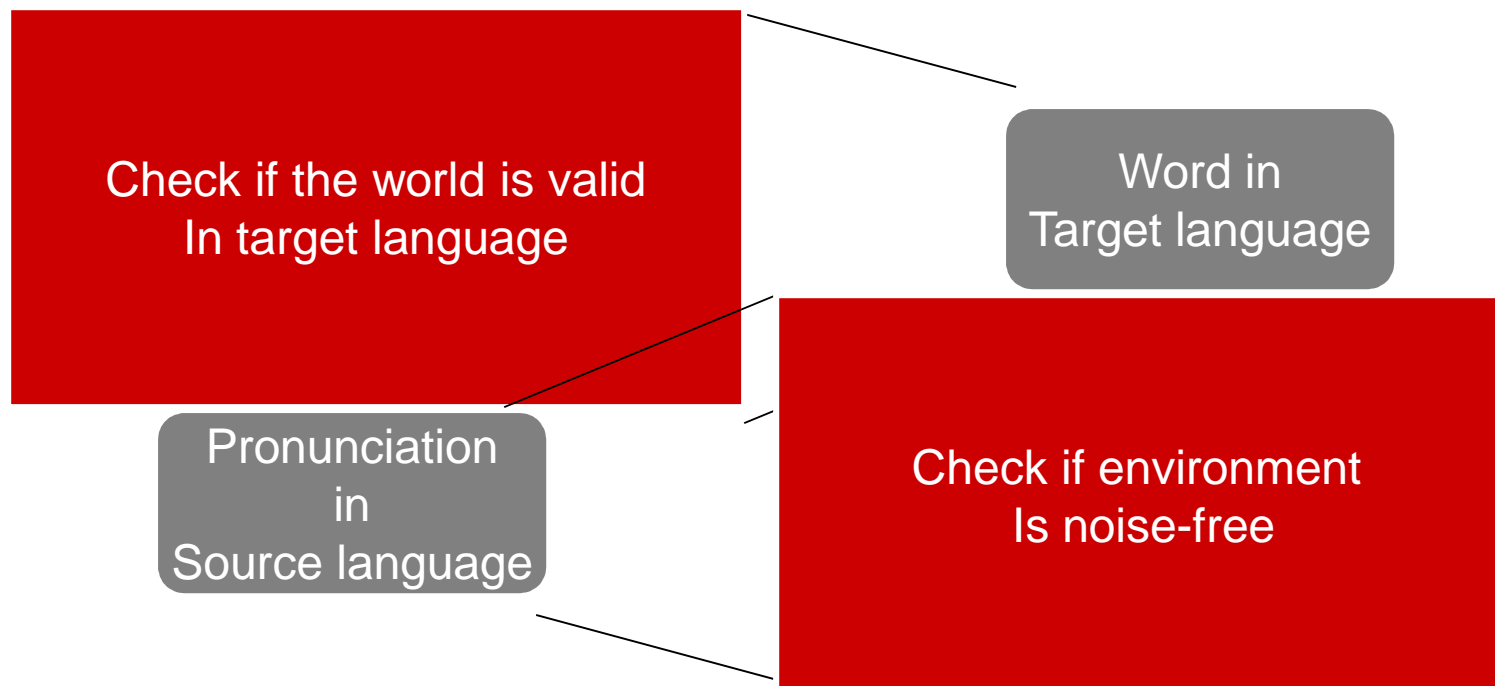 Check if the world is valid
In target language
Word in
Target language
Pronunciation
in
Source language
Check if environment
Is noise-free